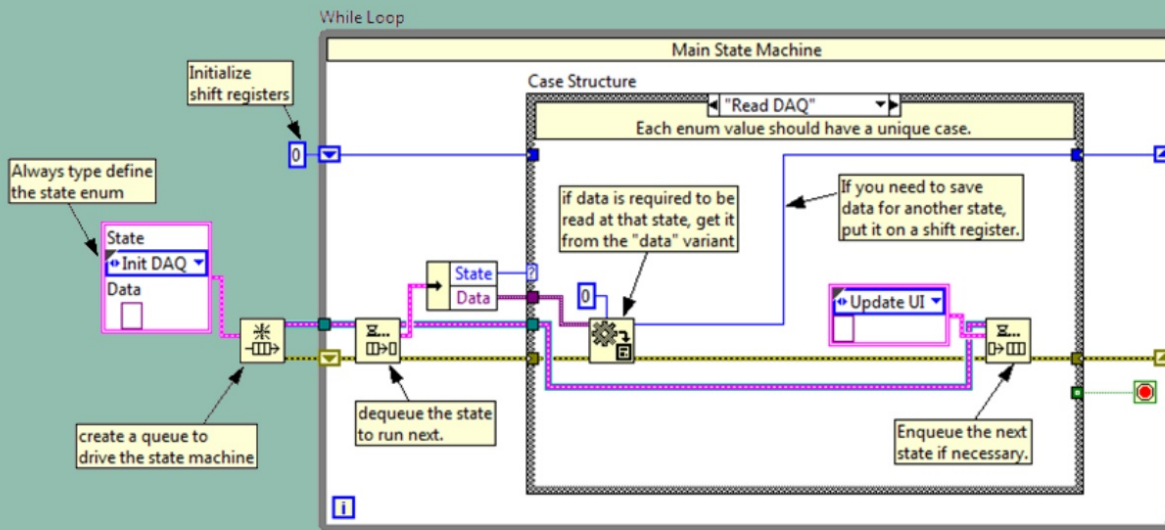 While Loop
Main State Machine
Initialize
shift registers
0
Case Structure
"Read DAQ"
Each enum value should have a unique case.
Always type define
the state enum
State
Init DAQ
Data
if data is required to be
read at that state, get it
from the "data" variant
If you need to save
data for another state,
put it on a shift register.
State
Data
?
0
Update UI
create a queue to
drive the state machine
dequeue the state
to run next.
Enqueue the next
state if necessary.
i